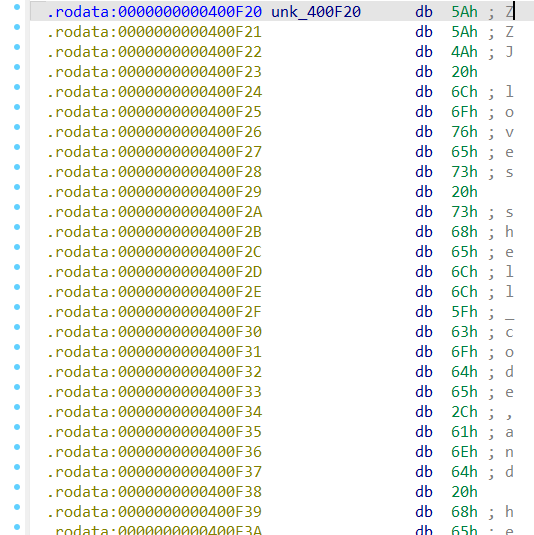 .rodata:0000000000400F20 unk_400F20 db 5Ah ; Z
.rodata:0000000000400F21 db 5Ah ; Z
.rodata:0000000000400F22 db 4Ah ; J
.rodata:0000000000400F23 db 20h
.rodata:0000000000400F24 db 6Ch ; l
.rodata:0000000000400F25 db 6Fh ; o
.rodata:0000000000400F26 db 76h ; v
.rodata:0000000000400F27 db 65h ; e
.rodata:0000000000400F28 db 73h ; s
.rodata:0000000000400F29 db 20h
.rodata:0000000000400F2A db 73h ; s
.rodata:0000000000400F2B db 68h ; h
.rodata:0000000000400F2C db 65h ; e
.rodata:0000000000400F2D db 6Ch ; l
.rodata:0000000000400F2E db 6Ch ; l
.rodata:0000000000400F2F db 5Fh ; _
.rodata:0000000000400F30 db 63h ; c
.rodata:0000000000400F31 db 6Fh ; o
.rodata:0000000000400F32 db 64h ; d
.rodata:0000000000400F33 db 65h ; e
.rodata:0000000000400F34 db 2Ch ; ,
.rodata:0000000000400F35 db 61h ; a
.rodata:0000000000400F36 db 6Eh ; n
.rodata:0000000000400F37 db 64h ; d
.rodata:0000000000400F38 db 20h
.rodata:0000000000400F39 db 68h ; h
.rodata:0000000000400F3A db 65h ; e